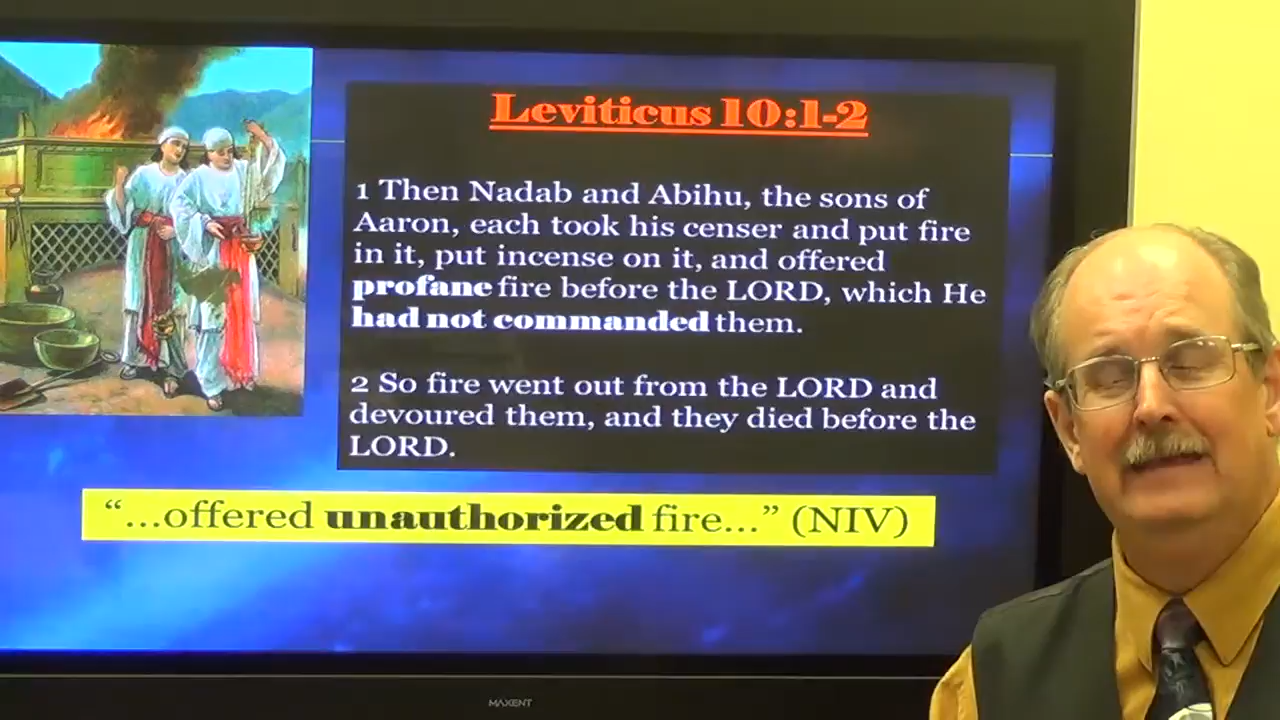 Leviticus 10:1-2
1 Then Nadab and Abihu, the sons of
Aaron, each took his censer and put fire
in it, put incense on it, and offered
profane fire before the LORD, which He
had not commanded them.
2 So fire went out from the LORD and
devoured them, and they died before the
LORD.
“...offered unauthorized fire...” (NIV)
MAXENT